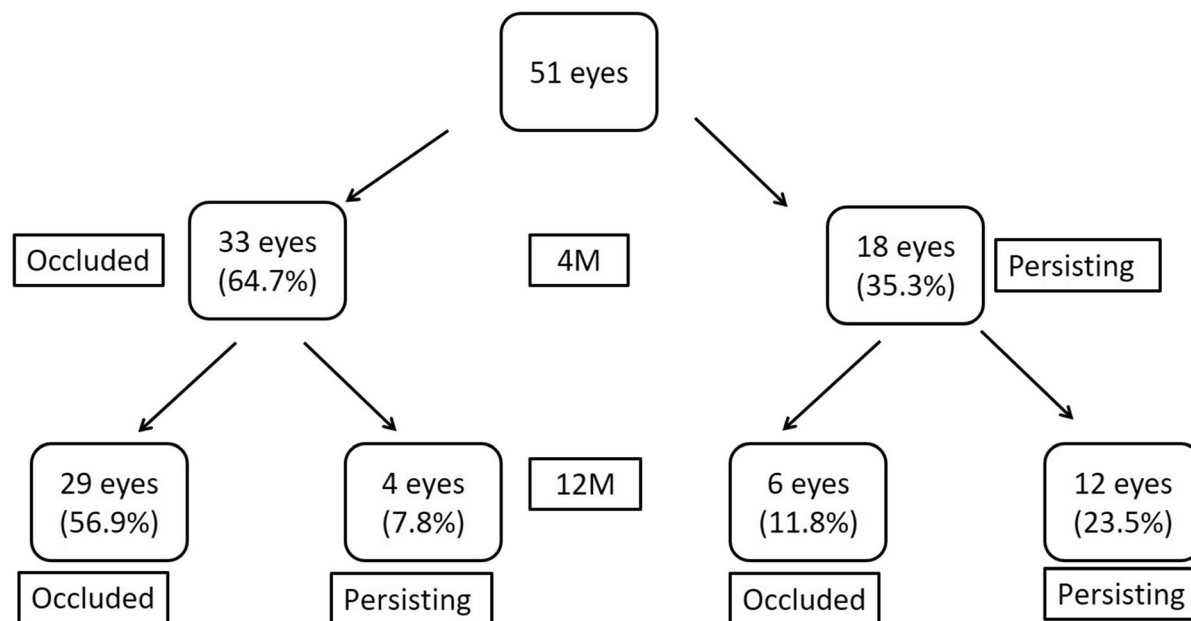 51 eyes
Occluded
33 eyes
(64.7%)
4M
18 eyes
(35.3%)
Persisting
29 eyes
(56.9%)
4 eyes
(7.8%)
12M
6 eyes
(11.8%)
12 eyes
(23.5%)
Occluded
Persisting
Occluded
Persisting